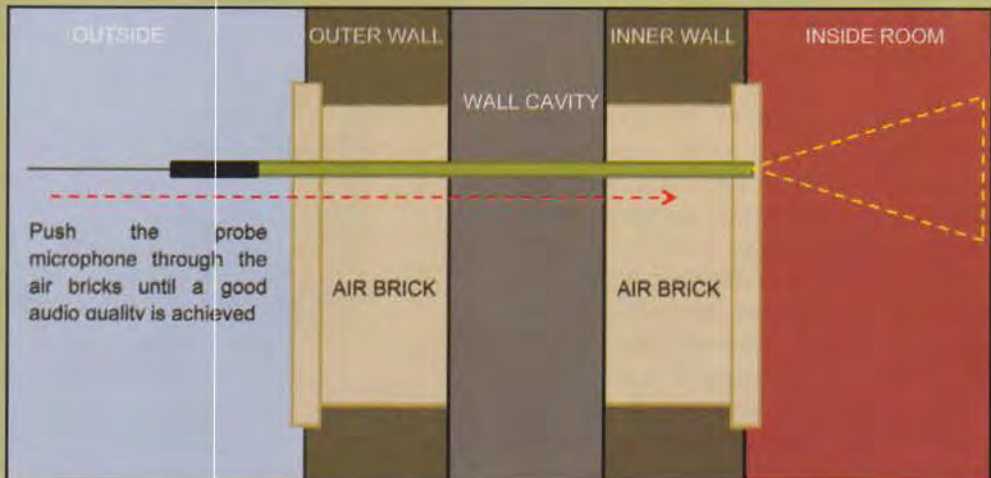 OUTSIDE
OUTER WALL
INNER WALL
INSIDE ROOM
WALL CAVITY
Push the probe
microphone through the
air bricks until a good
audio quality is achieved
AIR BRICK
AIR BRICK